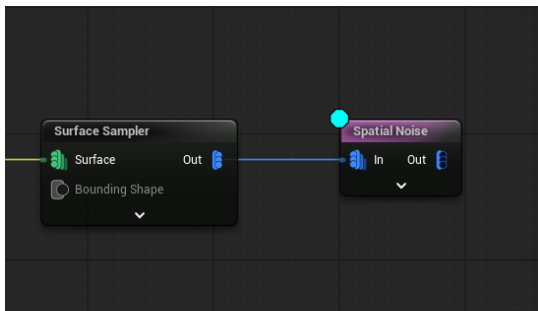 Surface Sampler
Surface Out
Bounding Shape
Spatial Noise
In Out